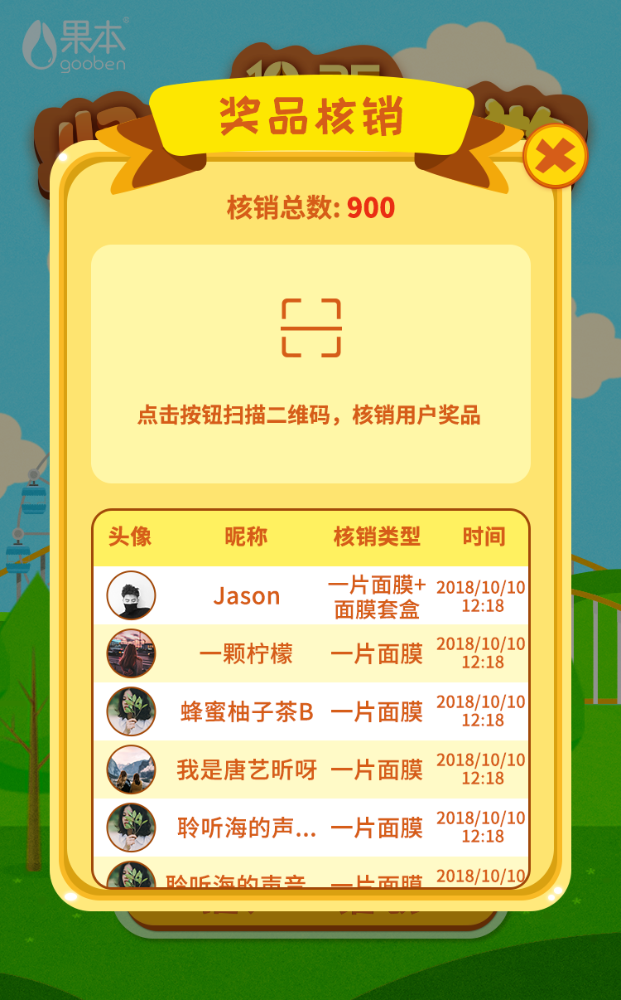 果本
gooben
奖品核销
核销总数: 900
点击按钮扫描二维码，核销用户奖品
头像 昵称 核销类型 时间
Jason 一片面膜+ 2018/10/10
面膜套盒 12:18
一颗柠檬 一片面膜 2018/10/10
12:18
蜂蜜柚子茶B 一片面膜 2018/10/10
12:18
我是唐艺昕呀 一片面膜 2018/10/10
12:18
聆听海的声... 一片面膜 2018/10/10
12:18
聆听海的声音 一片面膜 2018/10/10